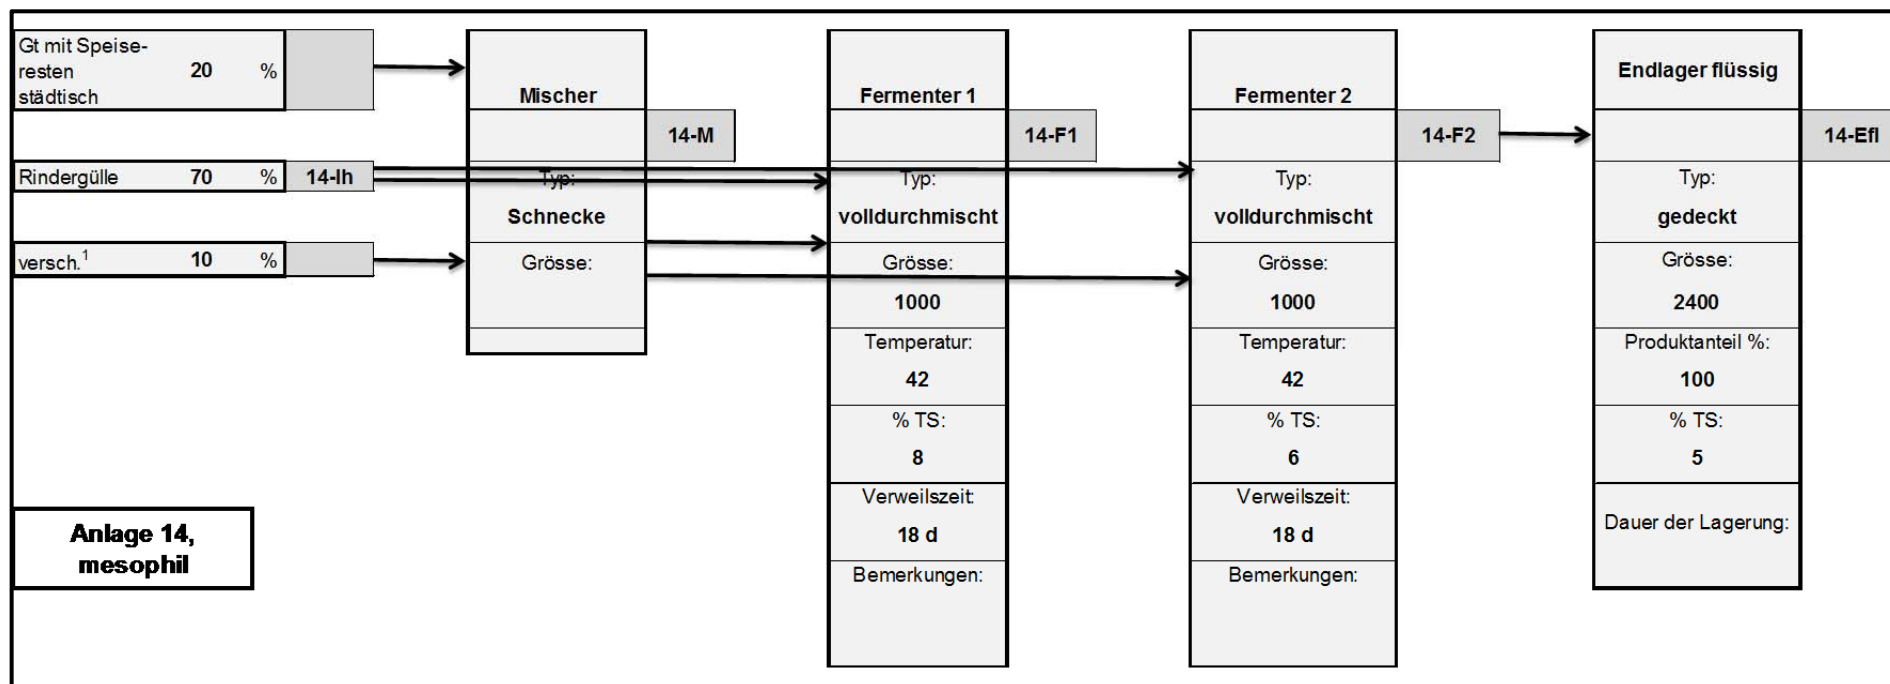 Gt mit Speise-
resten 20 %
städtisch
Rindergülle 70 % 14-Ih
versch.¹ 10 %
Anlage 14,
mesophil
Mischer
14-M
Typ:
Schnecke
Grösse:
Fermenter 1
14-F1
Typ:
volldurchmischt
Grösse:
1000
Temperatur:
42
% TS:
8
Verweilszeit:
18 d
Bemerkungen:
Fermenter 2
14-F2
Typ:
volldurchmischt
Grösse:
1000
Temperatur:
42
% TS:
6
Verweilszeit:
18 d
Bemerkungen:
Endlager flüssig
14-Efl
Typ:
gedeckt
Grösse:
2400
Produktanteil %:
100
% TS:
5
Dauer der Lagerung: